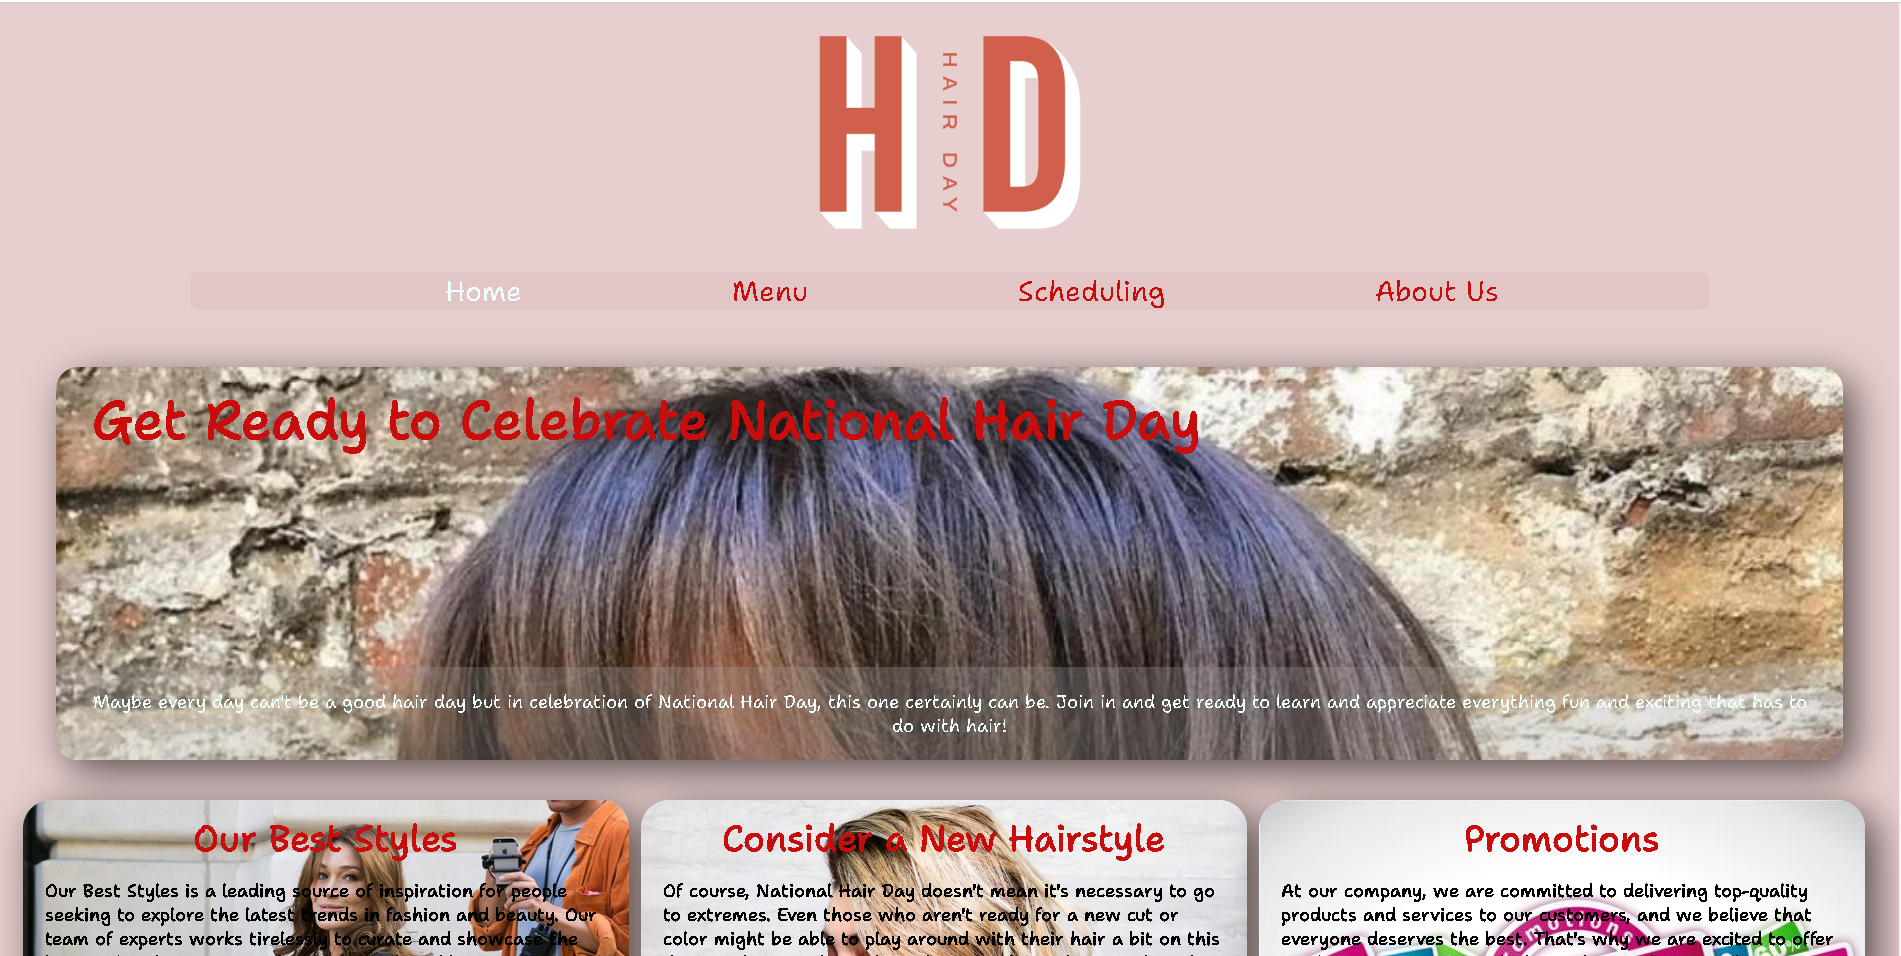 H HAIR DAY D
Home Menu Scheduling About Us
Get Ready to Celebrate National Hair Day
Maybe every day can't be a good hair day but in celebration of National Hair Day, this one certainly can be. Join in and get ready to learn and appreciate everything fun and exciting that has to
do with hair!
Our Best Styles
Our Best Styles is a leading source of inspiration for people
seeking to explore the latest trends in fashion and beauty. Our
team of experts works tirelessly to curate and showcase the
Consider a New Hairstyle
Of course, National Hair Day doesn't mean it's necessary to go
to extremes. Even those who aren't ready for a new cut or
color might be able to play around with their hair a bit on this
Promotions
At our company, we are committed to delivering top-quality
products and services to our customers, and we believe that
everyone deserves the best. That's why we are excited to offer